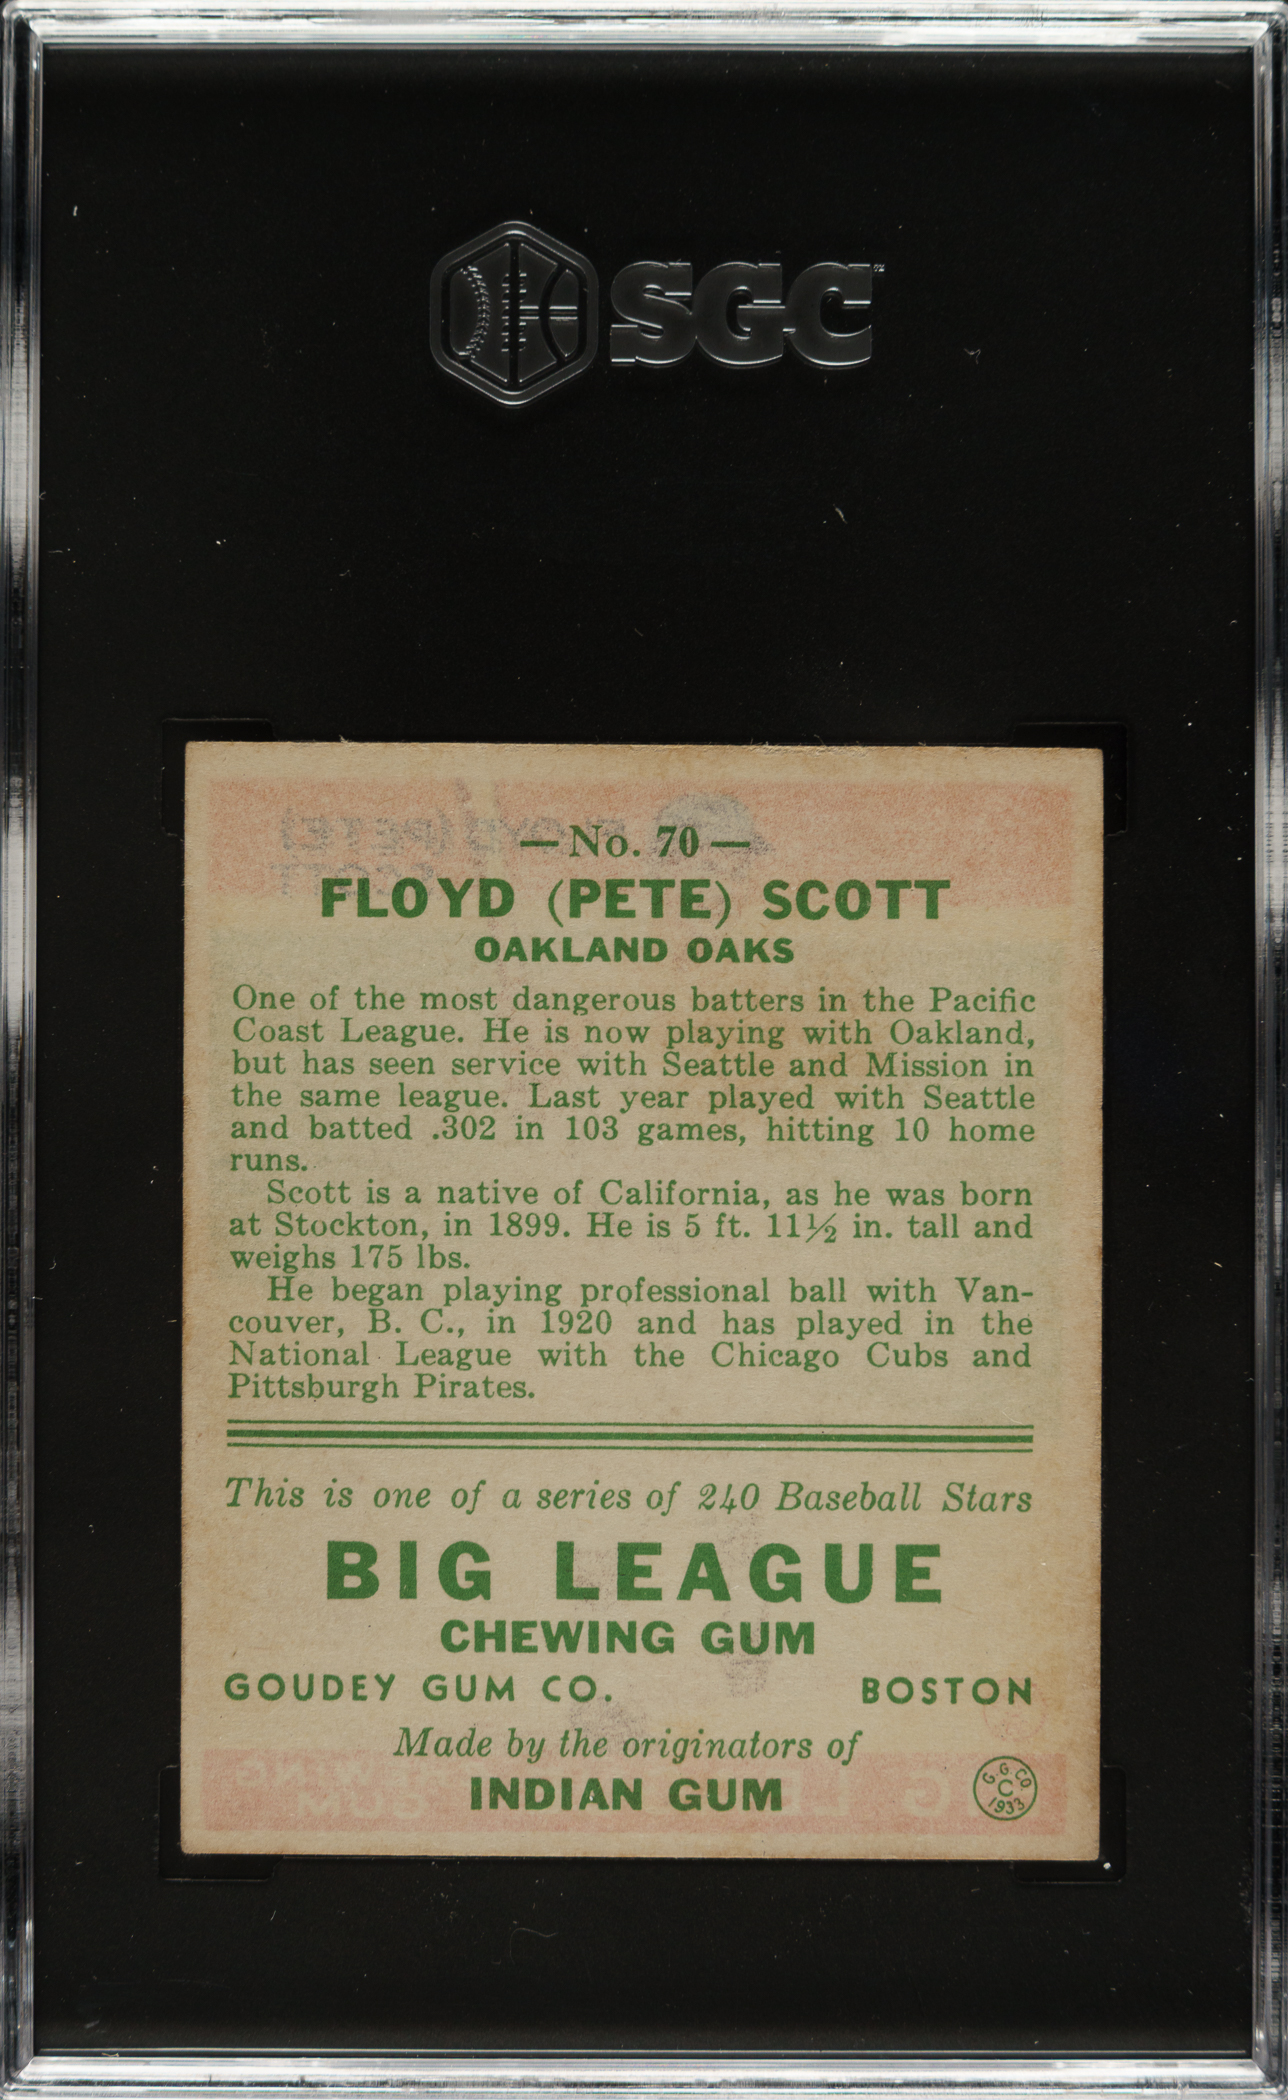 SGC
— No. 70 —
FLOYD (PETE) SCOTT
OAKLAND OAKS
One of the most dangerous batters in the Pacific
Coast League. He is now playing with Oakland,
but has seen service with Seattle and Mission in
the same league. Last year played with Seattle
and batted .302 in 103 games, hitting 10 home
runs.
Scott is a native of California, as he was born
at Stockton, in 1899. He is 5 ft. 11½ in. tall and
weighs 175 lbs.
He began playing professional ball with Van-
couver, B. C., in 1920 and has played in the
National League with the Chicago Cubs and
Pittsburgh Pirates.
This is one of a series of 240 Baseball Stars
BIG LEAGUE
CHEWING GUM
GOUDEY GUM CO. BOSTON
Made by the originators of
INDIAN GUM
G. G. CO.
C
1933